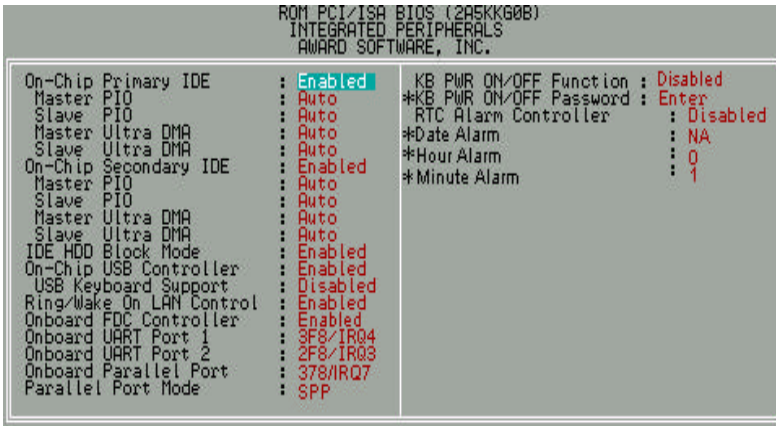 ROM PCI/ISA BIOS (2A5KKG0B)
INTEGRATED PERIPHERALS
AWARD SOFTWARE, INC.
On-Chip Primary IDE : Enabled
Master PIO : Auto
Slave PIO : Auto
Master Ultra DMA : Auto
Slave Ultra DMA : Auto
On-Chip Secondary IDE : Enabled
Master PIO : Auto
Slave PIO : Auto
Master Ultra DMA : Auto
Slave Ultra DMA : Auto
IDE HDD Block Mode : Enabled
On-Chip USB Controller : Enabled
USB Keyboard Support : Disabled
Ring/Wake On LAN Control : Enabled
Onboard FDC Controller : Enabled
Onboard UART Port 1 : 3F8/IRQ4
Onboard UART Port 2 : 2F8/IRQ3
Onboard Parallel Port : 378/IRQ7
Parallel Port Mode : SPP
KB PWR ON/OFF Function : Disabled
*KB PWR ON/OFF Password : Enter
RTC Alarm Controller : Disabled
*Date Alarm : NA
*Hour Alarm : 0
*Minute Alarm : 1